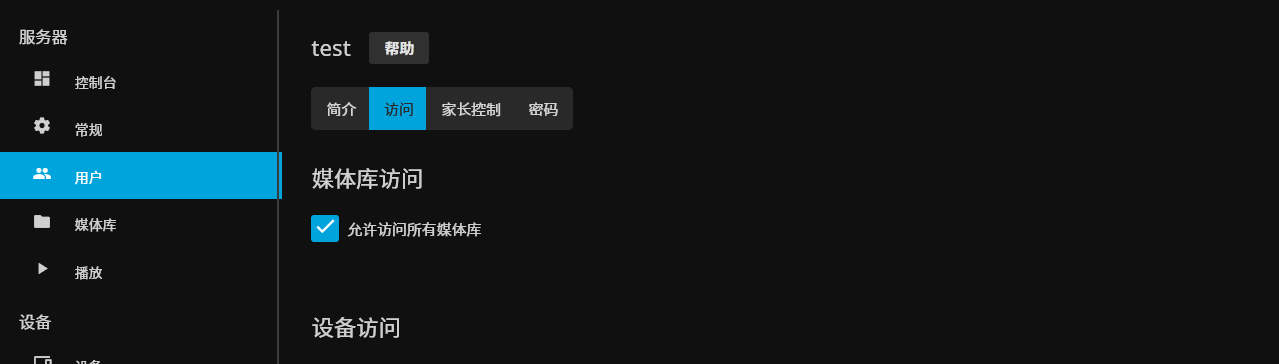 服务器
控制台
常规
用户
媒体库
播放
设备
设备
test 帮助
简介 访问 家长控制 密码
媒体库访问
允许访问所有媒体库
设备访问